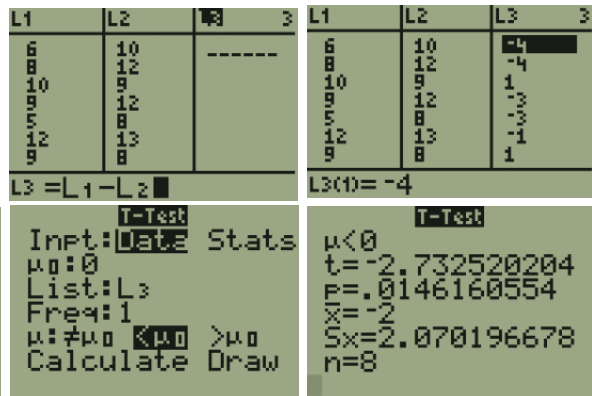 L1 L2 L3 3
6 10 ------
8 12
10 9
9 12
5 8
12 13
9 8
L3 =L1-L2
L1 L2 L3 3
6 10 -4
8 12 -4
10 9 1
9 12 -3
5 8 -3
12 13 -1
9 8 1
L3(1)= -4
T-Test
Inpt:Data Stats
μ0:0
List:L3
Freq:1
μ:≠μ0 <μ0 >μ0
Calculate Draw
T-Test
μ<0
t=-2.732520204
p=.0146160554
x̄=-2
Sx=2.070196678
n=8